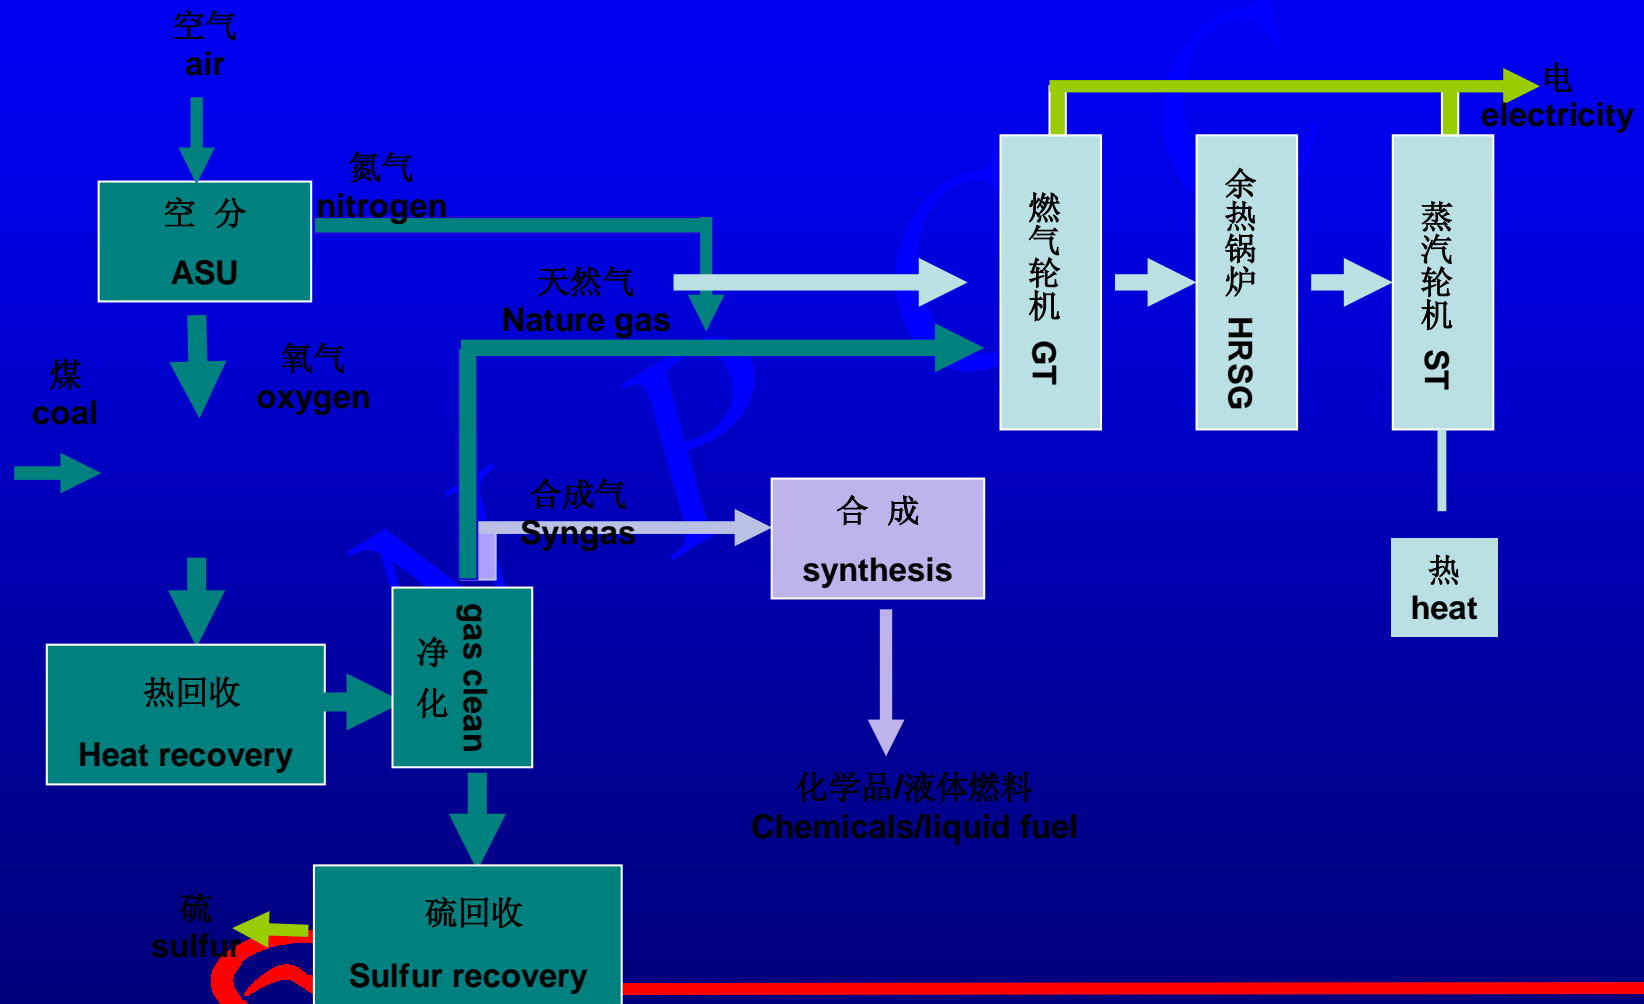 空气
air
电
electricity
氮气
nitrogen
空 分
ASU
天然气
Nature gas
燃气轮机 GT
余热锅炉 HRSG
蒸汽轮机 ST
氧气
oxygen
煤
coal
合成气
Syngas
合 成
synthesis
热
heat
净化
gas clean
热回收
Heat recovery
化学品/液体燃料
Chemicals/liquid fuel
硫
sulfur
硫回收
Sulfur recovery
N P C C